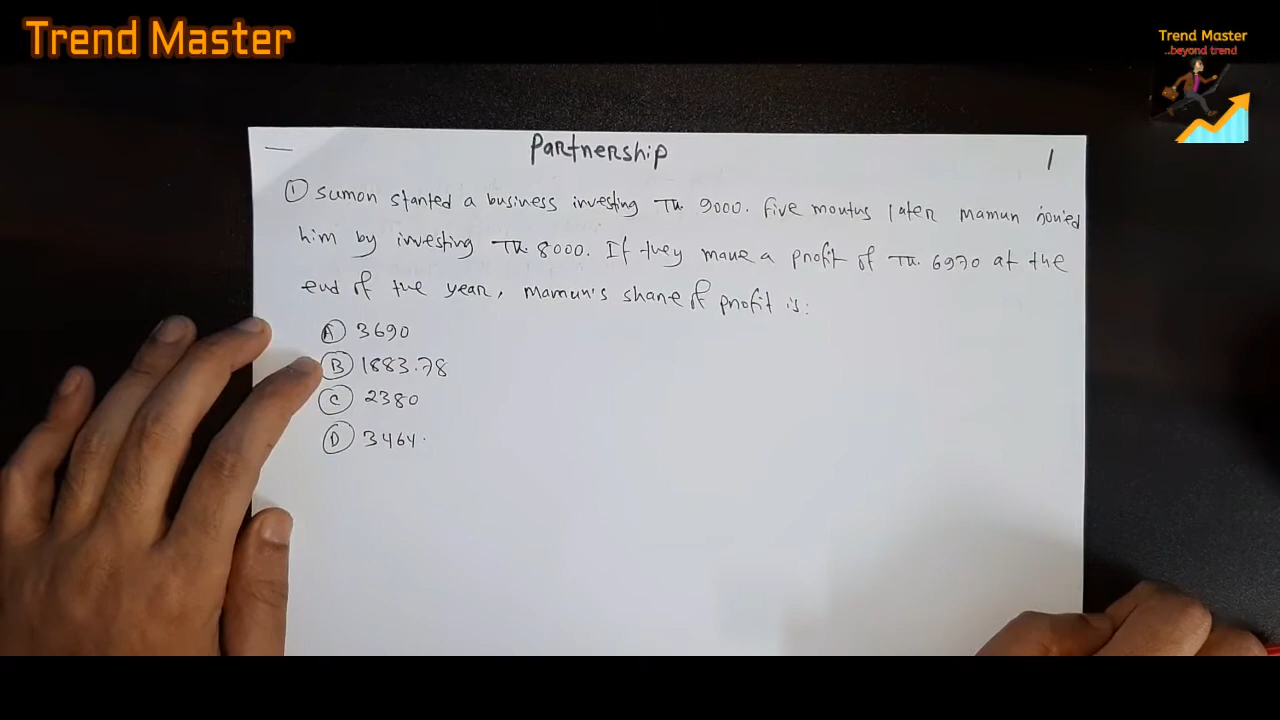 Trend Master
Trend Master
..beyond trend
Partnership
1
① Sumon started a business investing TK. 9000. Five months later Mamun joined
him by investing TK. 8000. If they make a profit of TK. 6970 at the
end of the year, Mamun's share of profit is:
(A) 3690
(B) 1883.78
(C) 2380
(D) 3464.